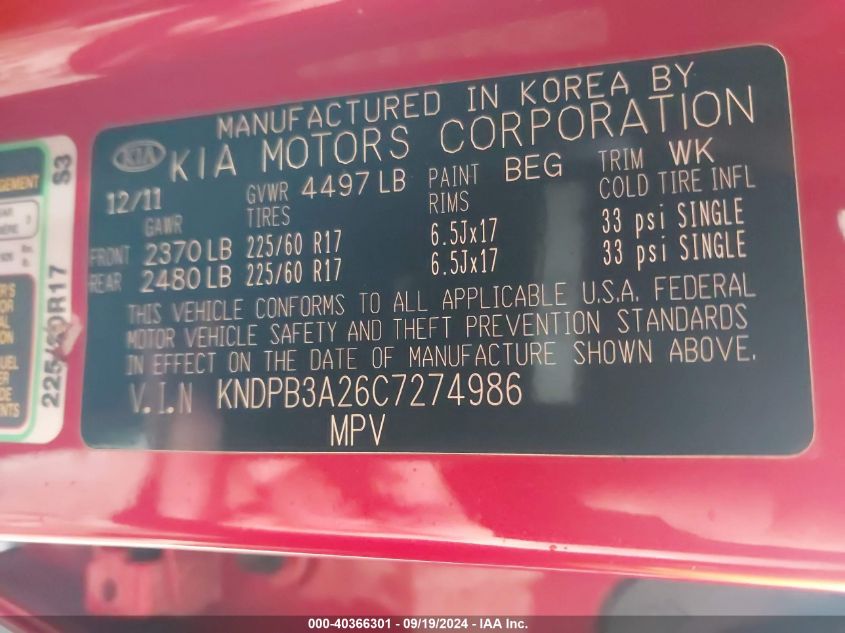 MANUFACTURED IN KOREA BY
KIA KIA MOTORS CORPORATION
12/11 GVWR 4497 LB PAINT BEG TRIM WK
GAWR TIRES RIMS COLD TIRE INFL
FRONT 2370 LB 225/60 R17 6.5Jx17 33 psi SINGLE
REAR 2480 LB 225/60 R17 6.5Jx17 33 psi SINGLE
THIS VEHICLE CONFORMS TO ALL APPLICABLE U.S.A. FEDERAL
MOTOR VEHICLE SAFETY AND THEFT PREVENTION STANDARDS
IN EFFECT ON THE DATE OF MANUFACTURE SHOWN ABOVE.
V.I.N KNDPB3A26C7274986
MPV
S3
225/60R17
000-40366301 - 09/19/2024 - IAA Inc.